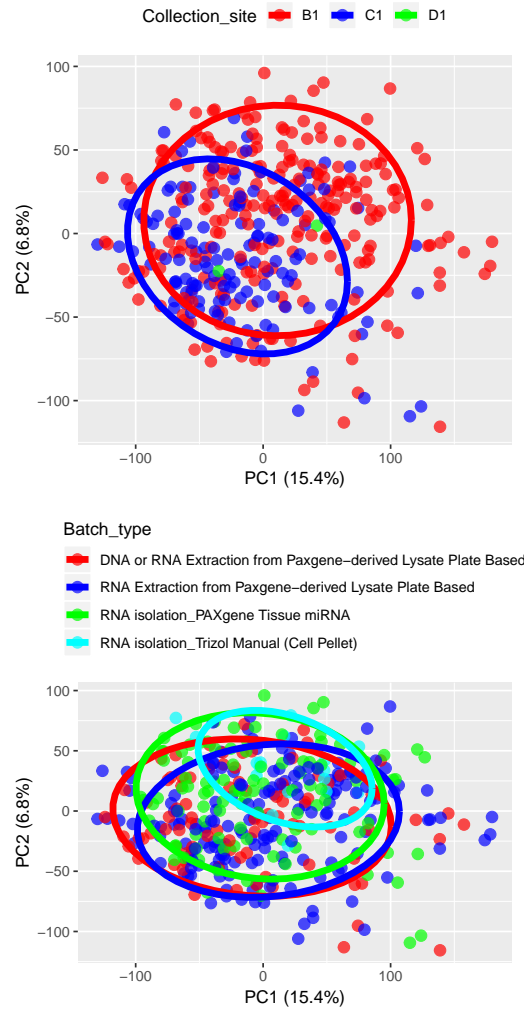 Collection_site B1 C1 D1
100
50
0
−50
−100
−100 0 100
PC1 (15.4%)
PC2 (6.8%)
Batch_type
DNA or RNA Extraction from Paxgene−derived Lysate Plate Based
RNA Extraction from Paxgene−derived Lysate Plate Based
RNA isolation_PAXgene Tissue miRNA
RNA isolation_Trizol Manual (Cell Pellet)
100
50
0
−50
−100
−100 0 100
PC1 (15.4%)
PC2 (6.8%)